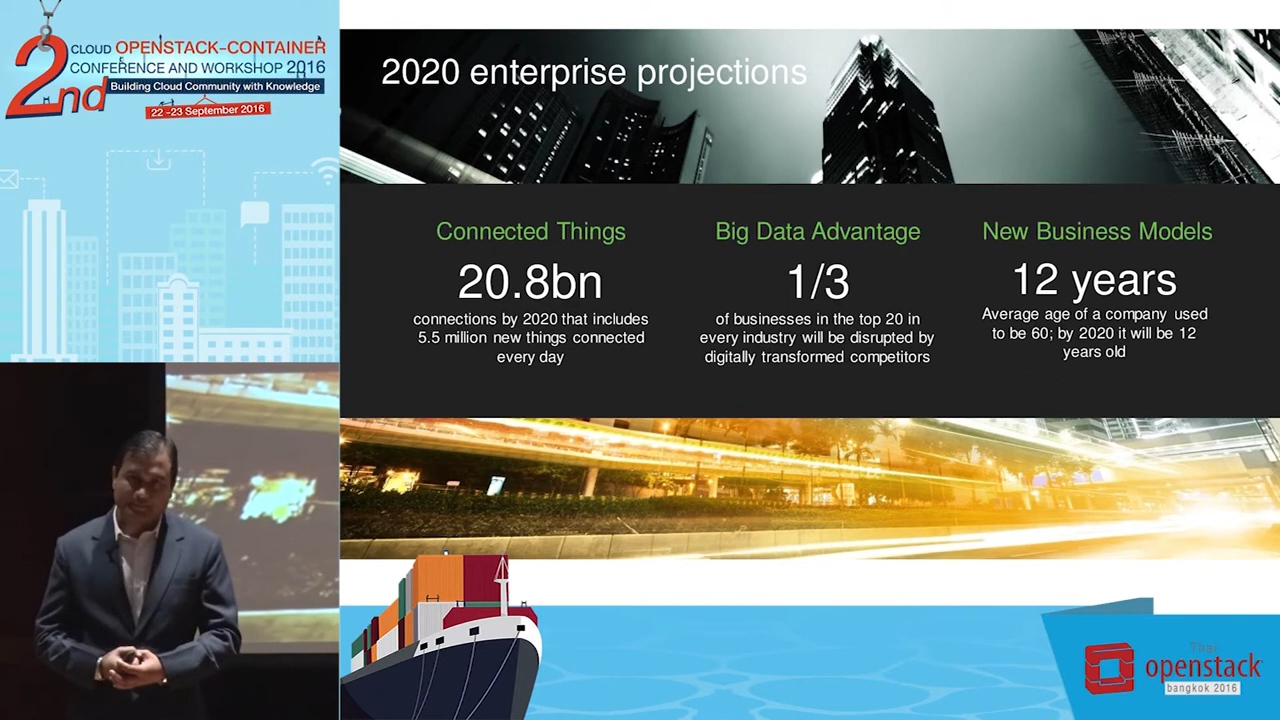 2nd
CLOUD OPENSTACK-CONTAINER
CONFERENCE AND WORKSHOP 2016
Building Cloud Community with Knowledge
22 -23 September 2016
2020 enterprise projections
Connected Things
20.8bn
connections by 2020 that includes
5.5 million new things connected
every day
Big Data Advantage
1/3
of businesses in the top 20 in
every industry will be disrupted by
digitally transformed competitors
New Business Models
12 years
Average age of a company used
to be 60; by 2020 it will be 12
years old
Thai
openstack
bangkok 2016